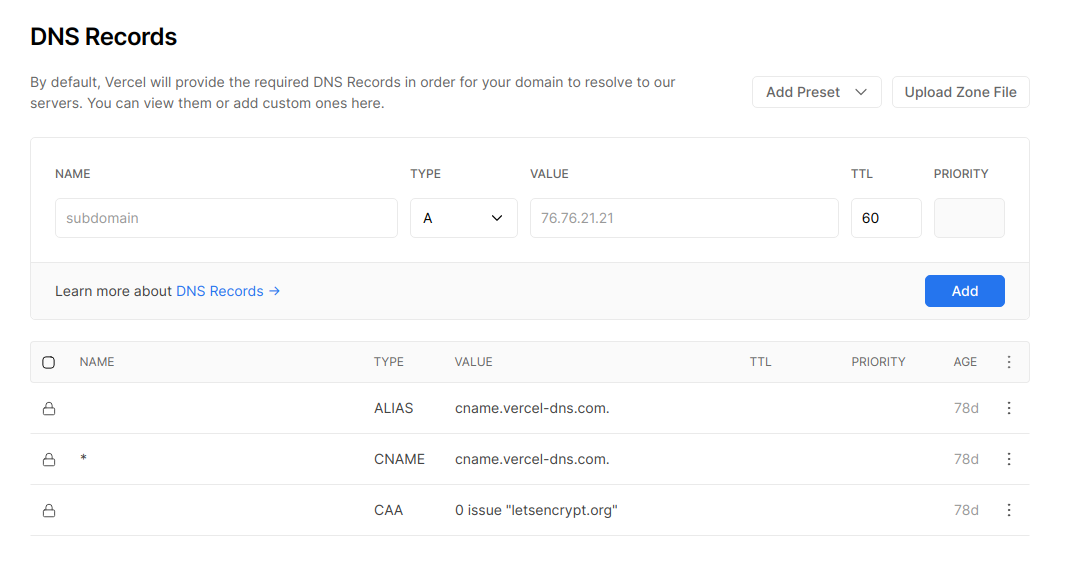 DNS Records
By default, Vercel will provide the required DNS Records in order for your domain to resolve to our
servers. You can view them or add custom ones here.
Add Preset
Upload Zone File
NAME TYPE VALUE TTL PRIORITY
subdomain A 76.76.21.21 60
Learn more about DNS Records →
Add
NAME TYPE VALUE TTL PRIORITY AGE
ALIAS cname.vercel-dns.com. 78d
* CNAME cname.vercel-dns.com. 78d
CAA 0 issue "letsencrypt.org" 78d